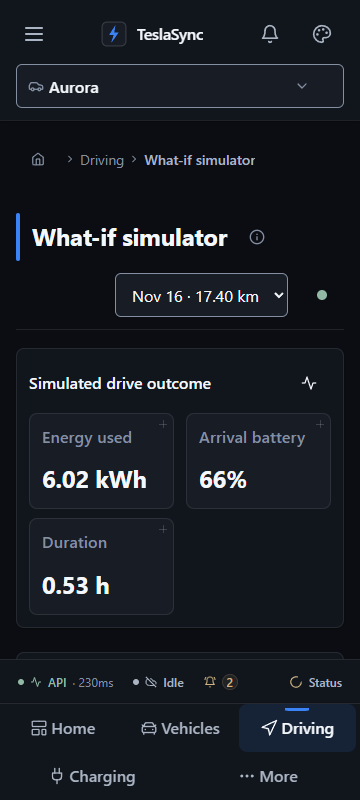 TeslaSync
Aurora
Driving
What-if simulator
What-if simulator
Nov 16 · 17.40 km
Simulated drive outcome
Energy used
Arrival battery
6.02 kWh
66%
Duration
0.53 h
API · 230ms
Idle
2
Status
Home
Vehicles
Driving
Charging
More